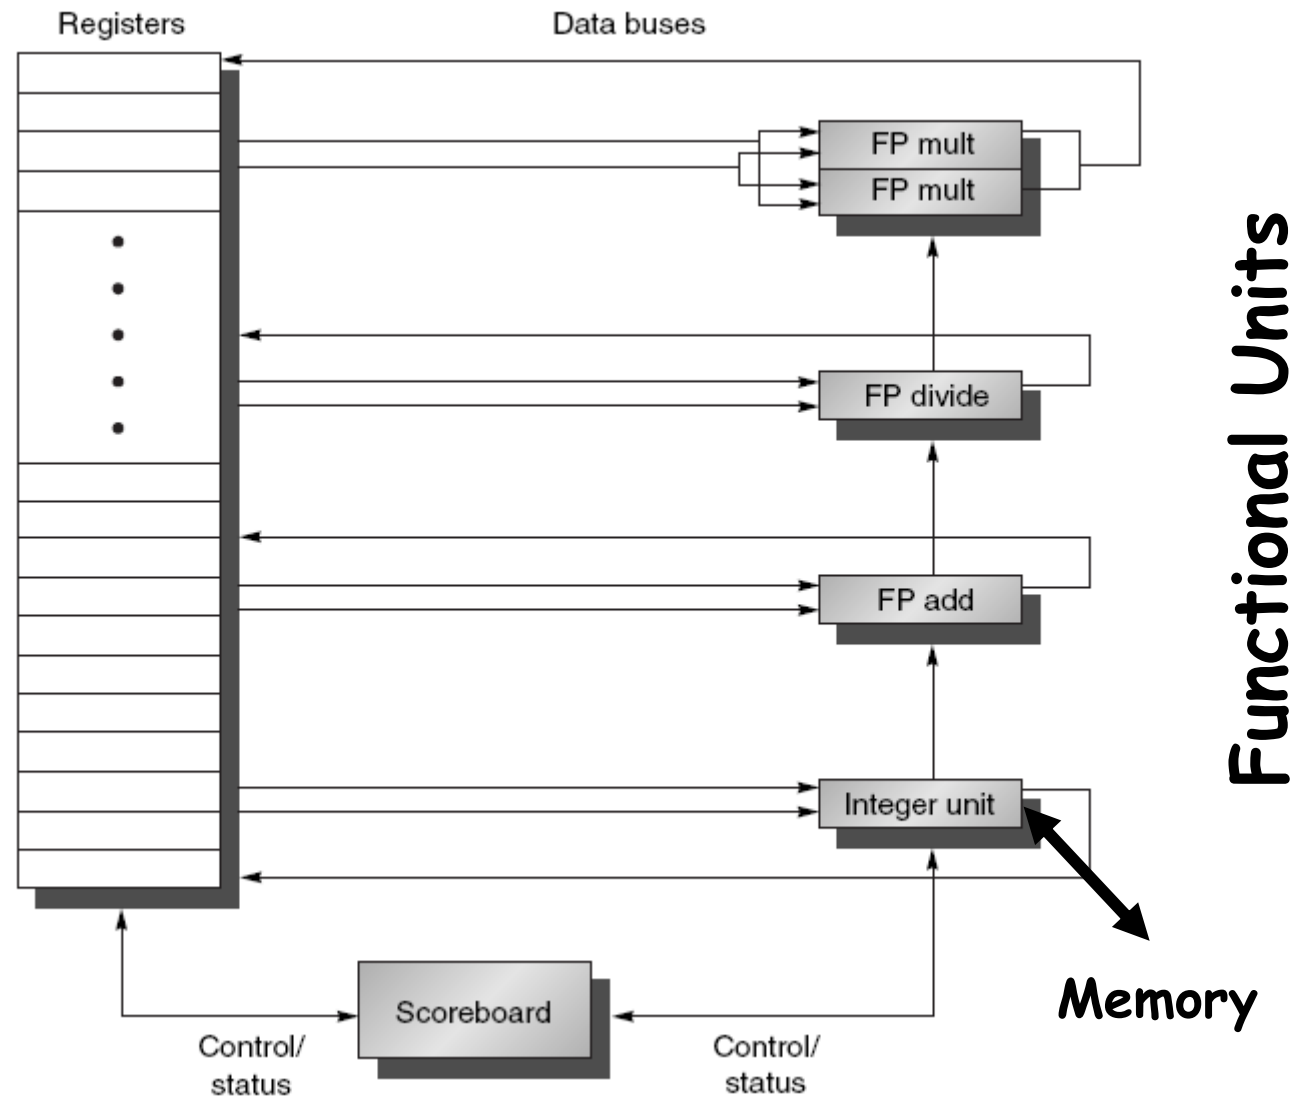 Registers
Data buses
FP mult
FP mult
FP divide
FP add
Integer unit
Functional Units
Memory
Scoreboard
Control/
status
Control/
status